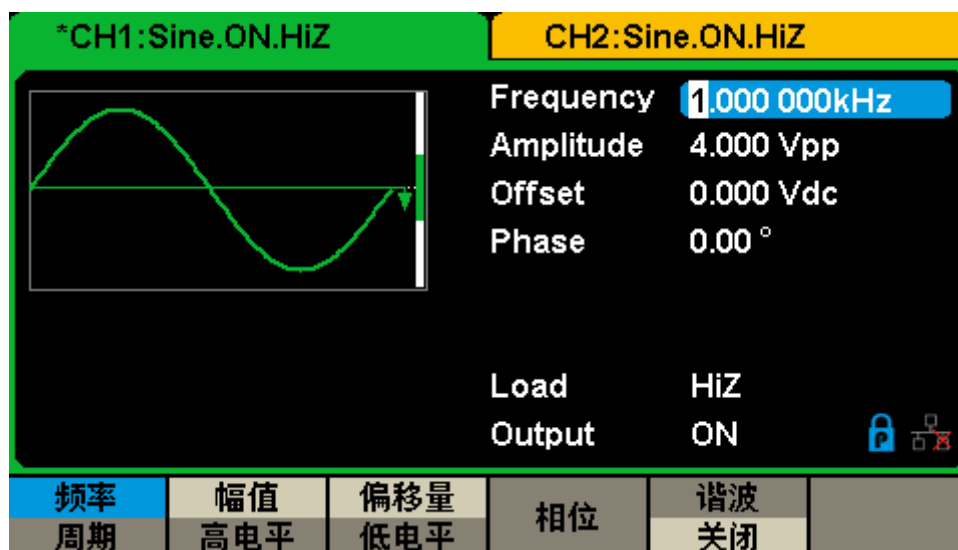 *CH1:Sine.ON.HiZ
CH2:Sine.ON.HiZ
Frequency 1.000 000kHz
Amplitude 4.000 Vpp
Offset 0.000 Vdc
Phase 0.00 °
Load HiZ
Output ON
P
频率 幅值 偏移量 相位 谐波
周期 高电平 低电平 关闭